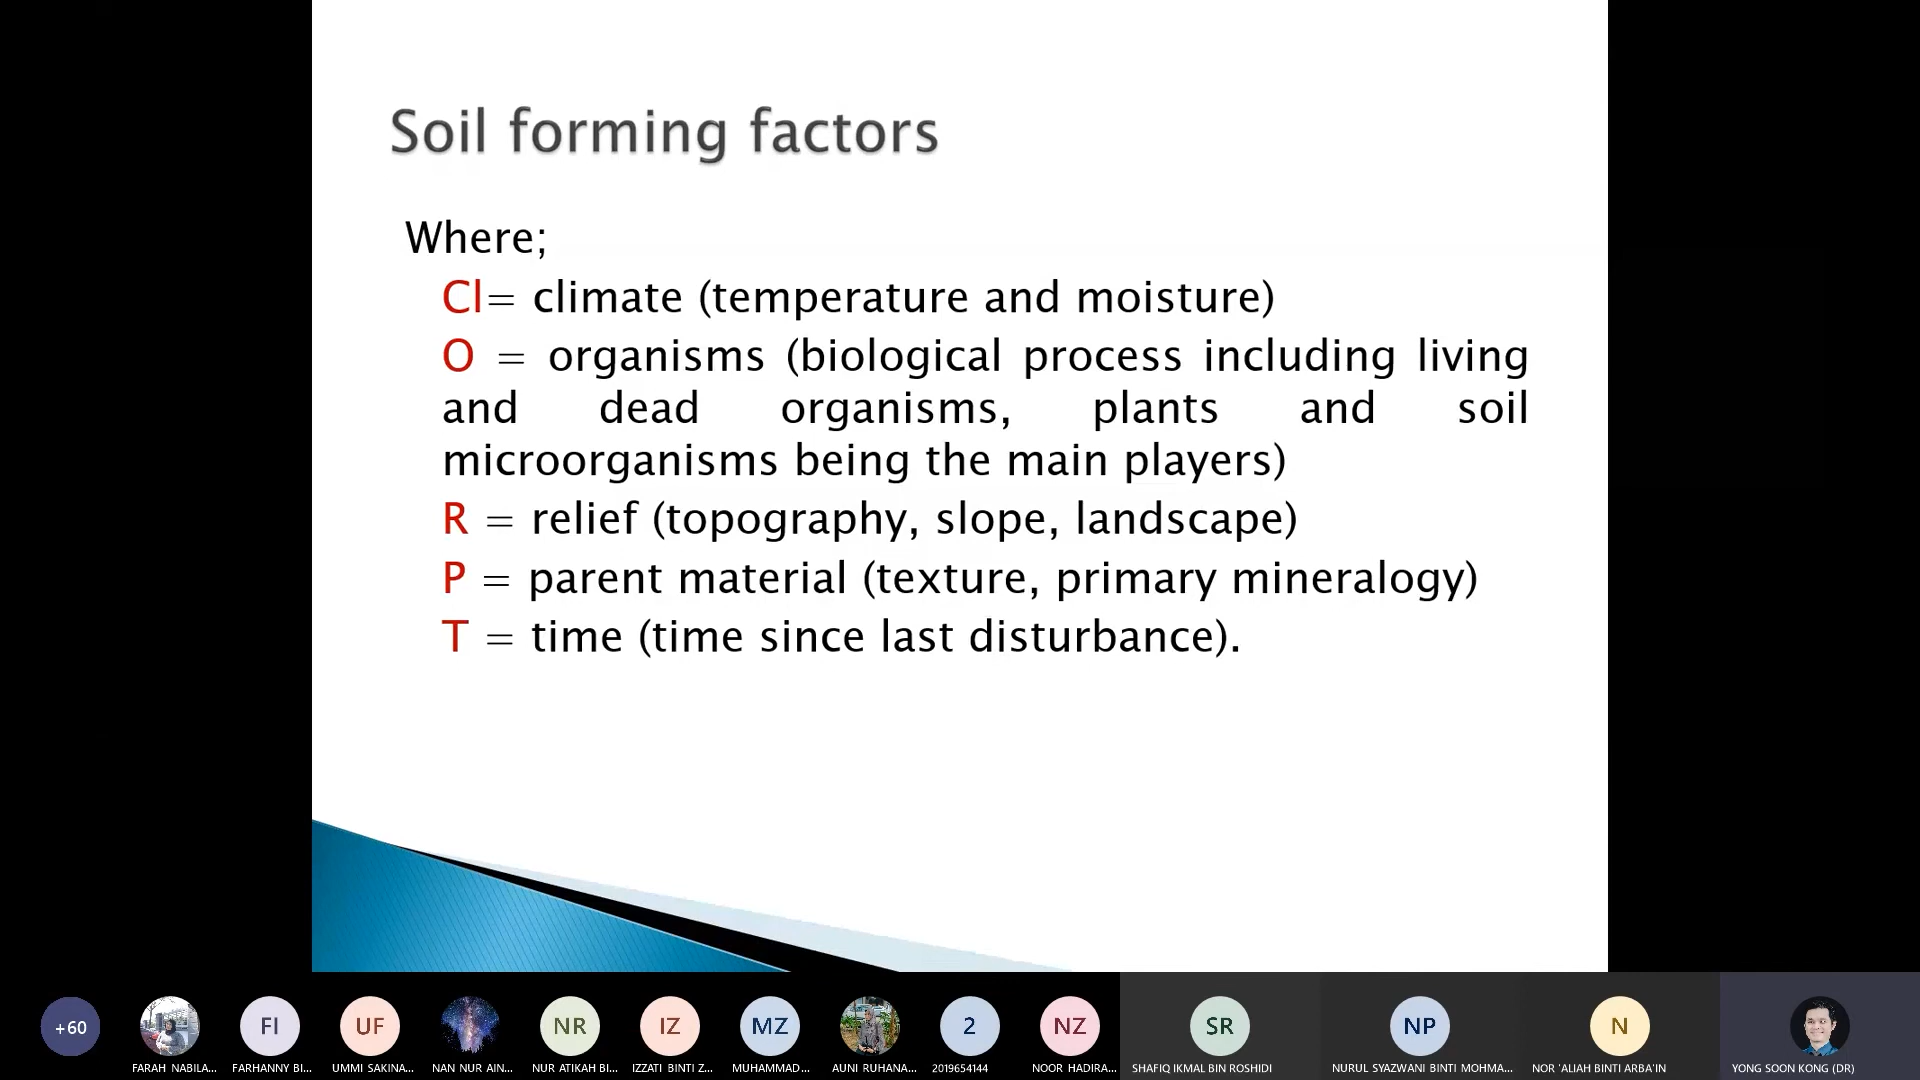 Soil forming factors
Where;
Cl= climate (temperature and moisture)
O = organisms (biological process including living
and dead organisms, plants and soil
microorganisms being the main players)
R = relief (topography, slope, landscape)
P = parent material (texture, primary mineralogy)
T = time (time since last disturbance).
+60
FI
UF
NR
IZ
MZ
2
NZ
SR
NP
N
FARAH NABILA...
FARHANNY BI...
UMMI SAKINA...
NAN NUR AIN...
NUR ATIKAH BI...
IZZATI BINTI Z...
MUHAMMAD...
AUNI RUHANA...
2019654144
NOOR HADIRA...
SHAFIQ IKMAL BIN ROSHIDI
NURUL SYAZWANI BINTI MOHMA...
NOR 'ALIAH BINTI ARBA'IN
YONG SOON KONG (DR)